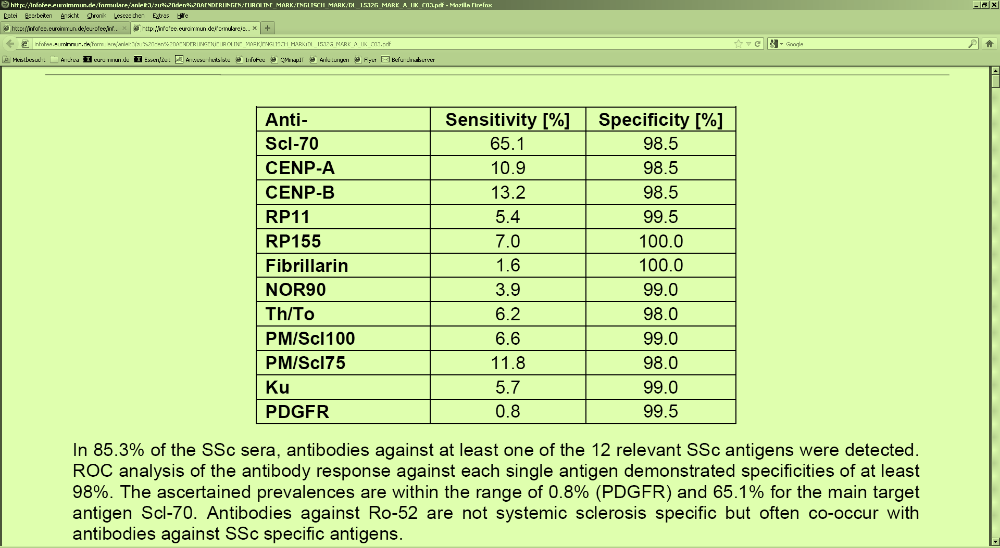 http://infofee.euroimmun.de/formulare/anleit3/zu%20den%20AENDERUNGEN/EUROLINE_MARK/ENGLISCH_MARK/DL_1532G_MARK_A_UK_C03.pdf - Mozilla Firefox
Datei Bearbeiten Ansicht Chronik Lesezeichen Extras Hilfe
http://infofee.euroimmun.de/eurofee/inf... × http://infofee.euroimmun.de/formulare/a... × +
infofee.euroimmun.de/formulare/anleit3/zu%20den%20AENDERUNGEN/EUROLINE_MARK/ENGLISCH_MARK/DL_1532G_MARK_A_UK_C03.pdf Google
Meistbesucht Andrea euroimmun.de Essen/Zeit Anwesenheitsliste InfoFee QMmapIT Anleitungen Flyer Befundmailserver
Anti- Sensitivity [%] Specificity [%]
Scl-70 65.1 98.5
CENP-A 10.9 98.5
CENP-B 13.2 98.5
RP11 5.4 99.5
RP155 7.0 100.0
Fibrillarin 1.6 100.0
NOR90 3.9 99.0
Th/To 6.2 98.0
PM/Scl100 6.6 99.0
PM/Scl75 11.8 98.0
Ku 5.7 99.0
PDGFR 0.8 99.5
In 85.3% of the SSc sera, antibodies against at least one of the 12 relevant SSc antigens were detected.
ROC analysis of the antibody response against each single antigen demonstrated specificities of at least
98%. The ascertained prevalences are within the range of 0.8% (PDGFR) and 65.1% for the main target
antigen Scl-70. Antibodies against Ro-52 are not systemic sclerosis specific but often co-occur with
antibodies against SSc specific antigens.